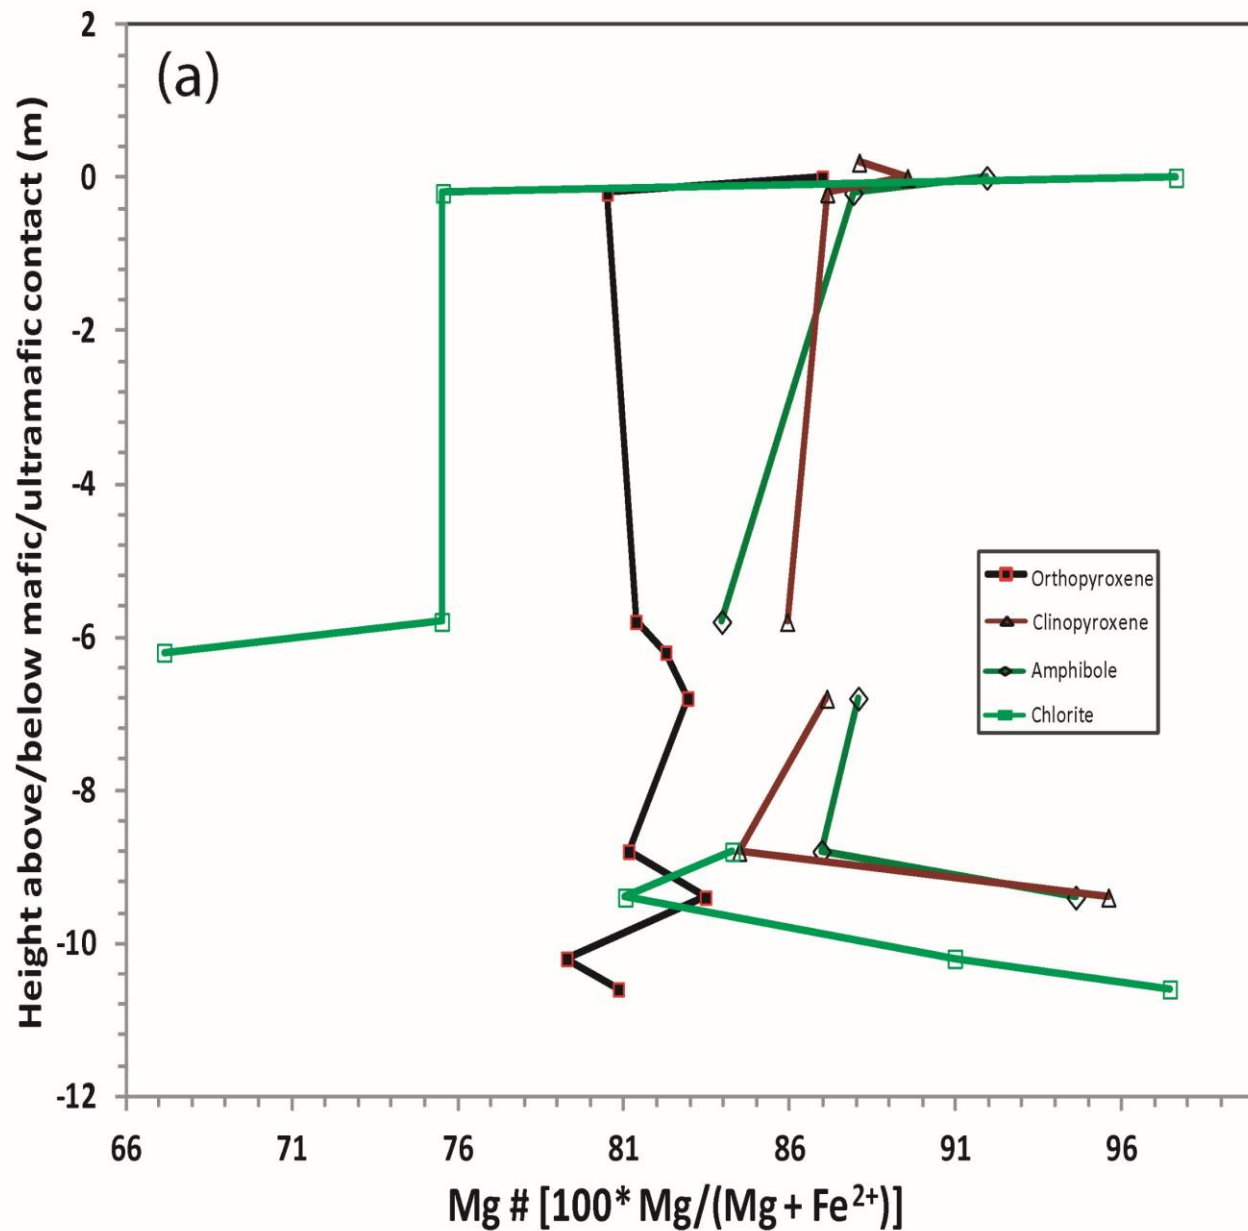 (a)
Height above/below mafic/ultramafic contact (m)
2
0
-2
-4
-6
-8
-10
-12
Orthopyroxene
Clinopyroxene
Amphibole
Chlorite
66 71 76 81 86 91 96
Mg # [100* Mg/(Mg + Fe²⁺)]